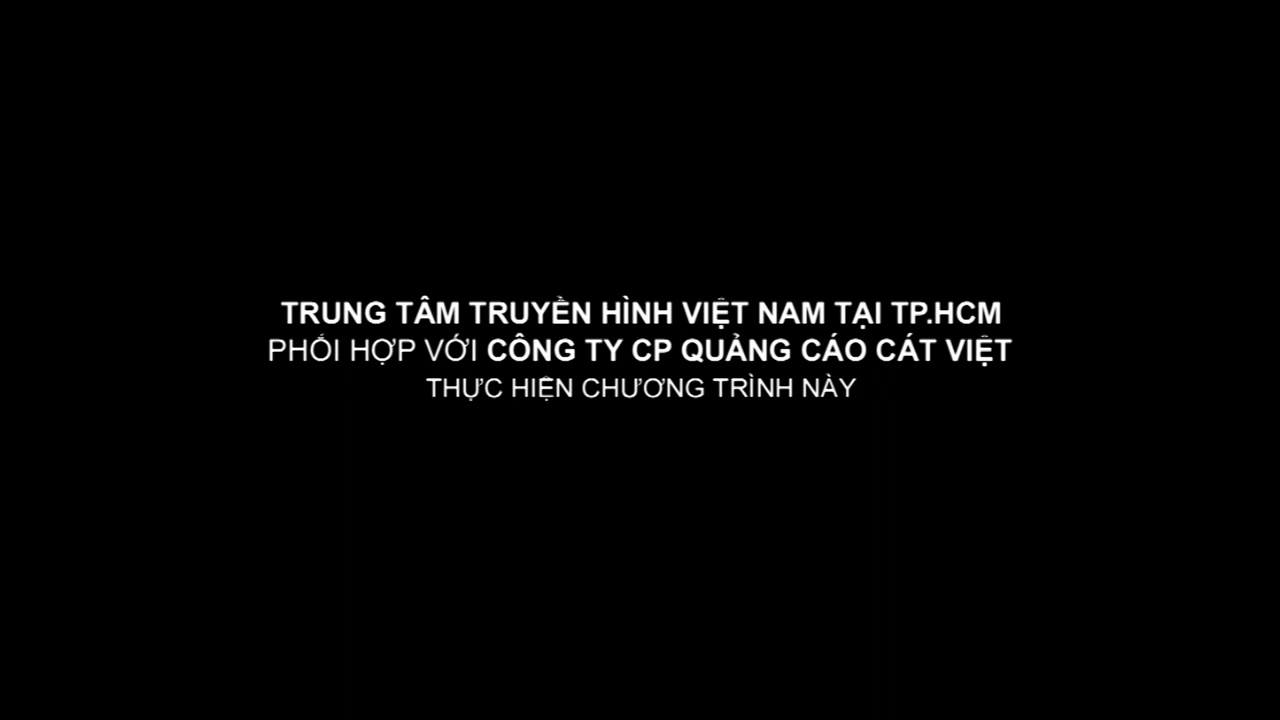 TRUNG TÂM TRUYỀN HÌNH VIỆT NAM TẠI TP.HCM
PHỐI HỢP VỚI CÔNG TY CP QUẢNG CÁO CÁT VIỆT
THỰC HIỆN CHƯƠNG TRÌNH NÀY